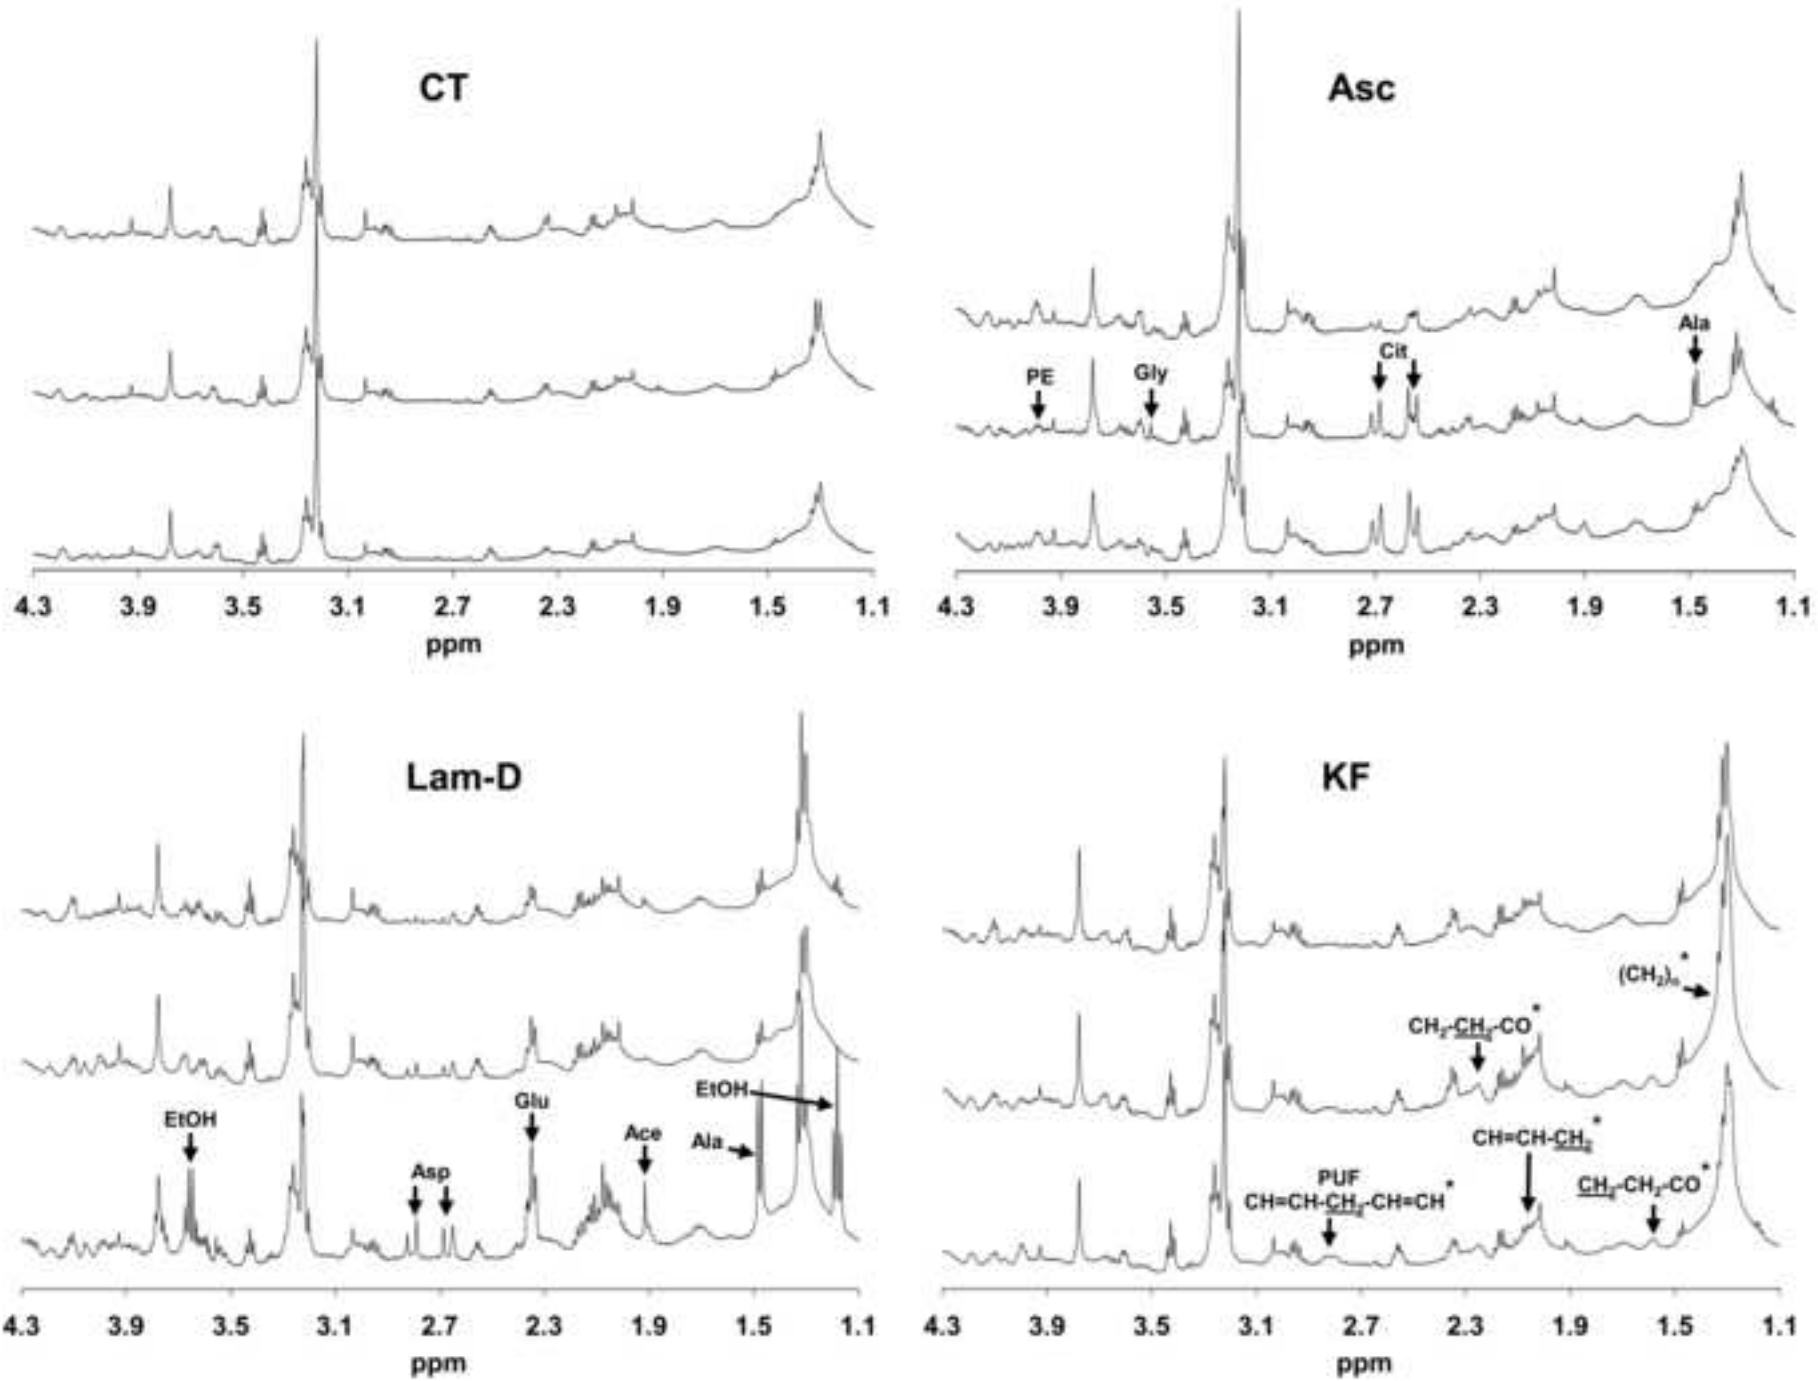 CT
4.3 3.9 3.5 3.1 2.7 2.3 1.9 1.5 1.1
ppm
Asc
PE
Gly
Cit
Ala
4.3 3.9 3.5 3.1 2.7 2.3 1.9 1.5 1.1
ppm
Lam-D
EtOH
Asp
Glu
Ace
Ala
EtOH
4.3 3.9 3.5 3.1 2.7 2.3 1.9 1.5 1.1
ppm
KF
(CH₂)ₙ*
CH₂-CH₂-CO*
CH=CH-CH₂*
PUF
CH=CH-CH₂-CH=CH*
CH₂-CH₂-CO*
4.3 3.9 3.5 3.1 2.7 2.3 1.9 1.5 1.1
ppm